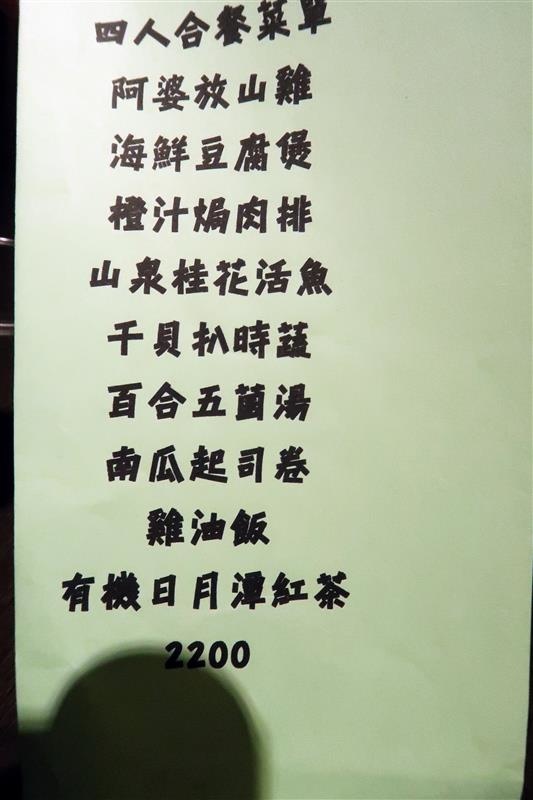 四人合餐菜單
阿婆放山雞
海鮮豆腐煲
橙汁焗肉排
山泉桂花活魚
干貝扒時蔬
百合五菌湯
南瓜起司卷
雞油飯
有機日月潭紅茶
2200